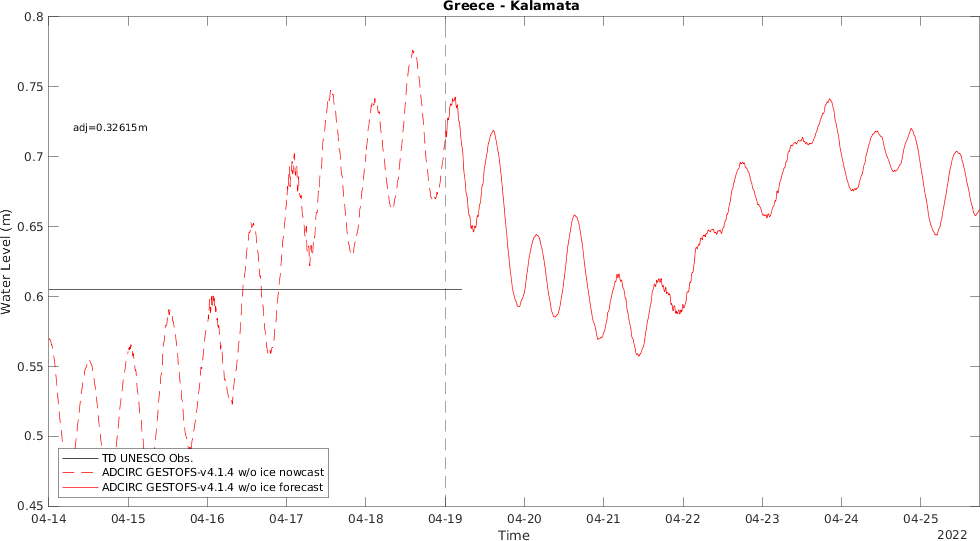 Greece - Kalamata
0.8
0.75
0.7
0.65
0.6
0.55
0.5
0.45
Water Level (m)
adj=0.32615m
TD UNESCO Obs.
ADCIRC GESTOFS-v4.1.4 w/o ice nowcast
ADCIRC GESTOFS-v4.1.4 w/o ice forecast
04-14 04-15 04-16 04-17 04-18 04-19 04-20 04-21 04-22 04-23 04-24 04-25
Time
2022